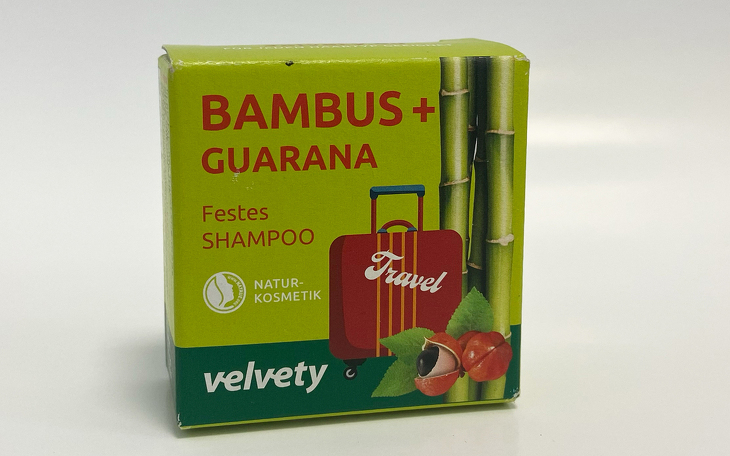 BAMBUS +
GUARANA
Festes
SHAMPOO
NATUR-
KOSMETIK
Travel
velvety